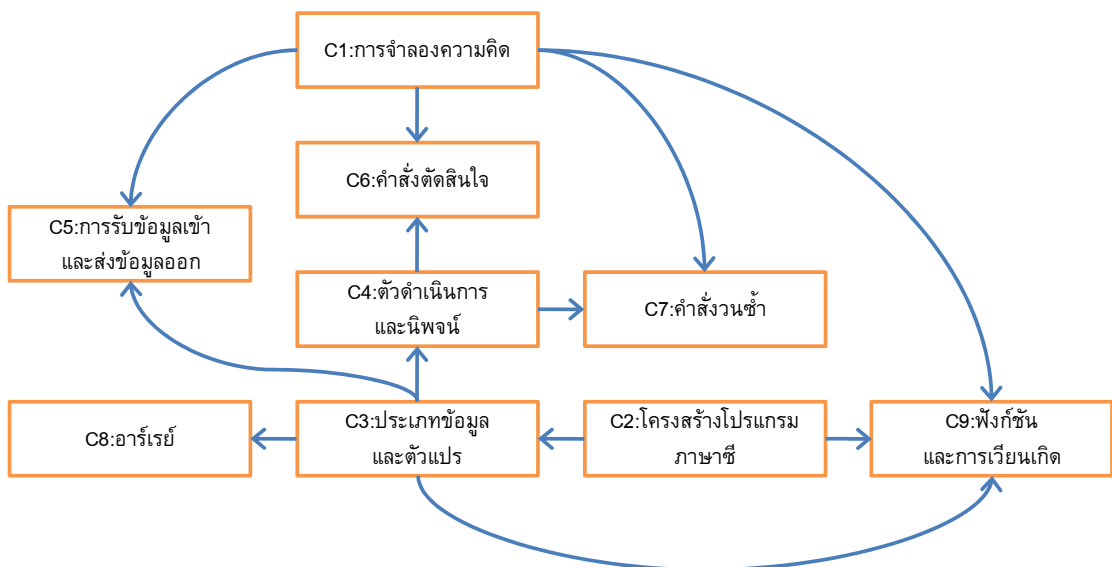 C1:การจำลองความคิด
C6:คำสั่งตัดสินใจ
C5:การรับข้อมูลเข้า
และส่งข้อมูลออก
C4:ตัวดำเนินการ
และนิพจน์
C7:คำสั่งวนซ้ำ
C8:อาร์เรย์
C3:ประเภทข้อมูล
และตัวแปร
C2:โครงสร้างโปรแกรม
ภาษาซี
C9:ฟังก์ชัน
และการเวียนเกิด